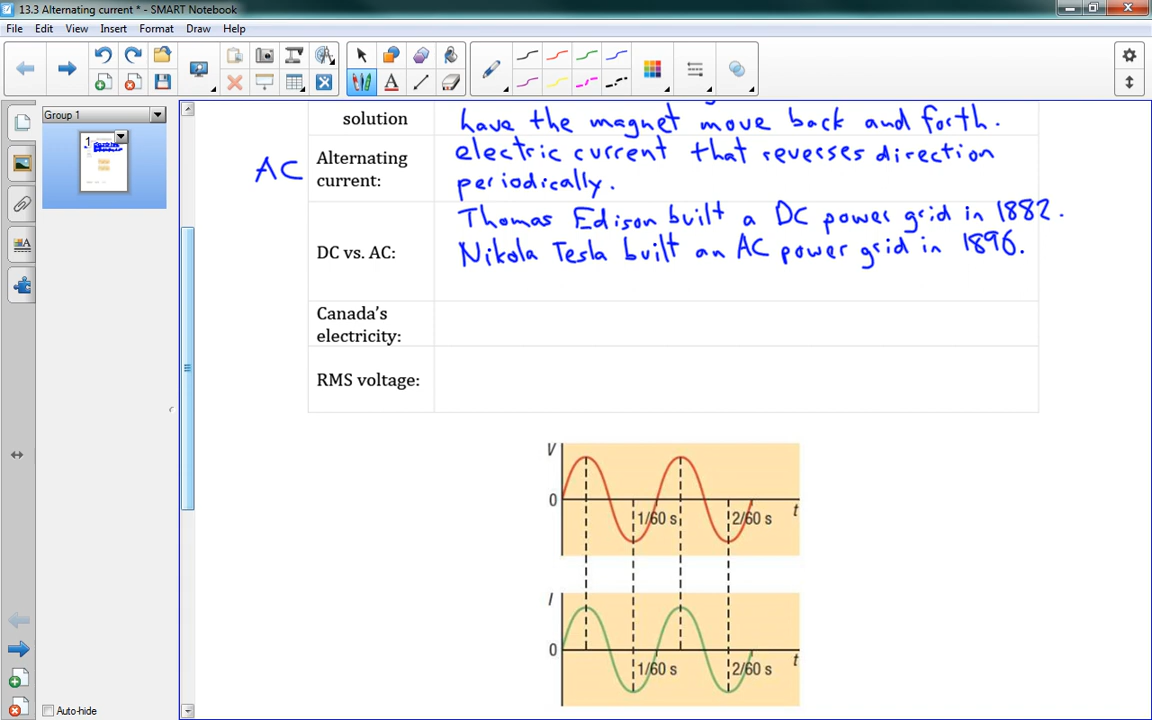 13.3 Alternating current * - SMART Notebook
File Edit View Insert Format Draw Help
Group 1
1
solution
have the magnet move back and forth.
AC
Alternating
current:
electric current that reverses direction
periodically.
DC vs. AC:
Thomas Edison built a DC power grid in 1882.
Nikola Tesla built an AC power grid in 1896.
Canada's
electricity:
RMS voltage:
V
0
1/60 s
2/60 s
t
I
0
1/60 s
2/60 s
t
Auto-hide